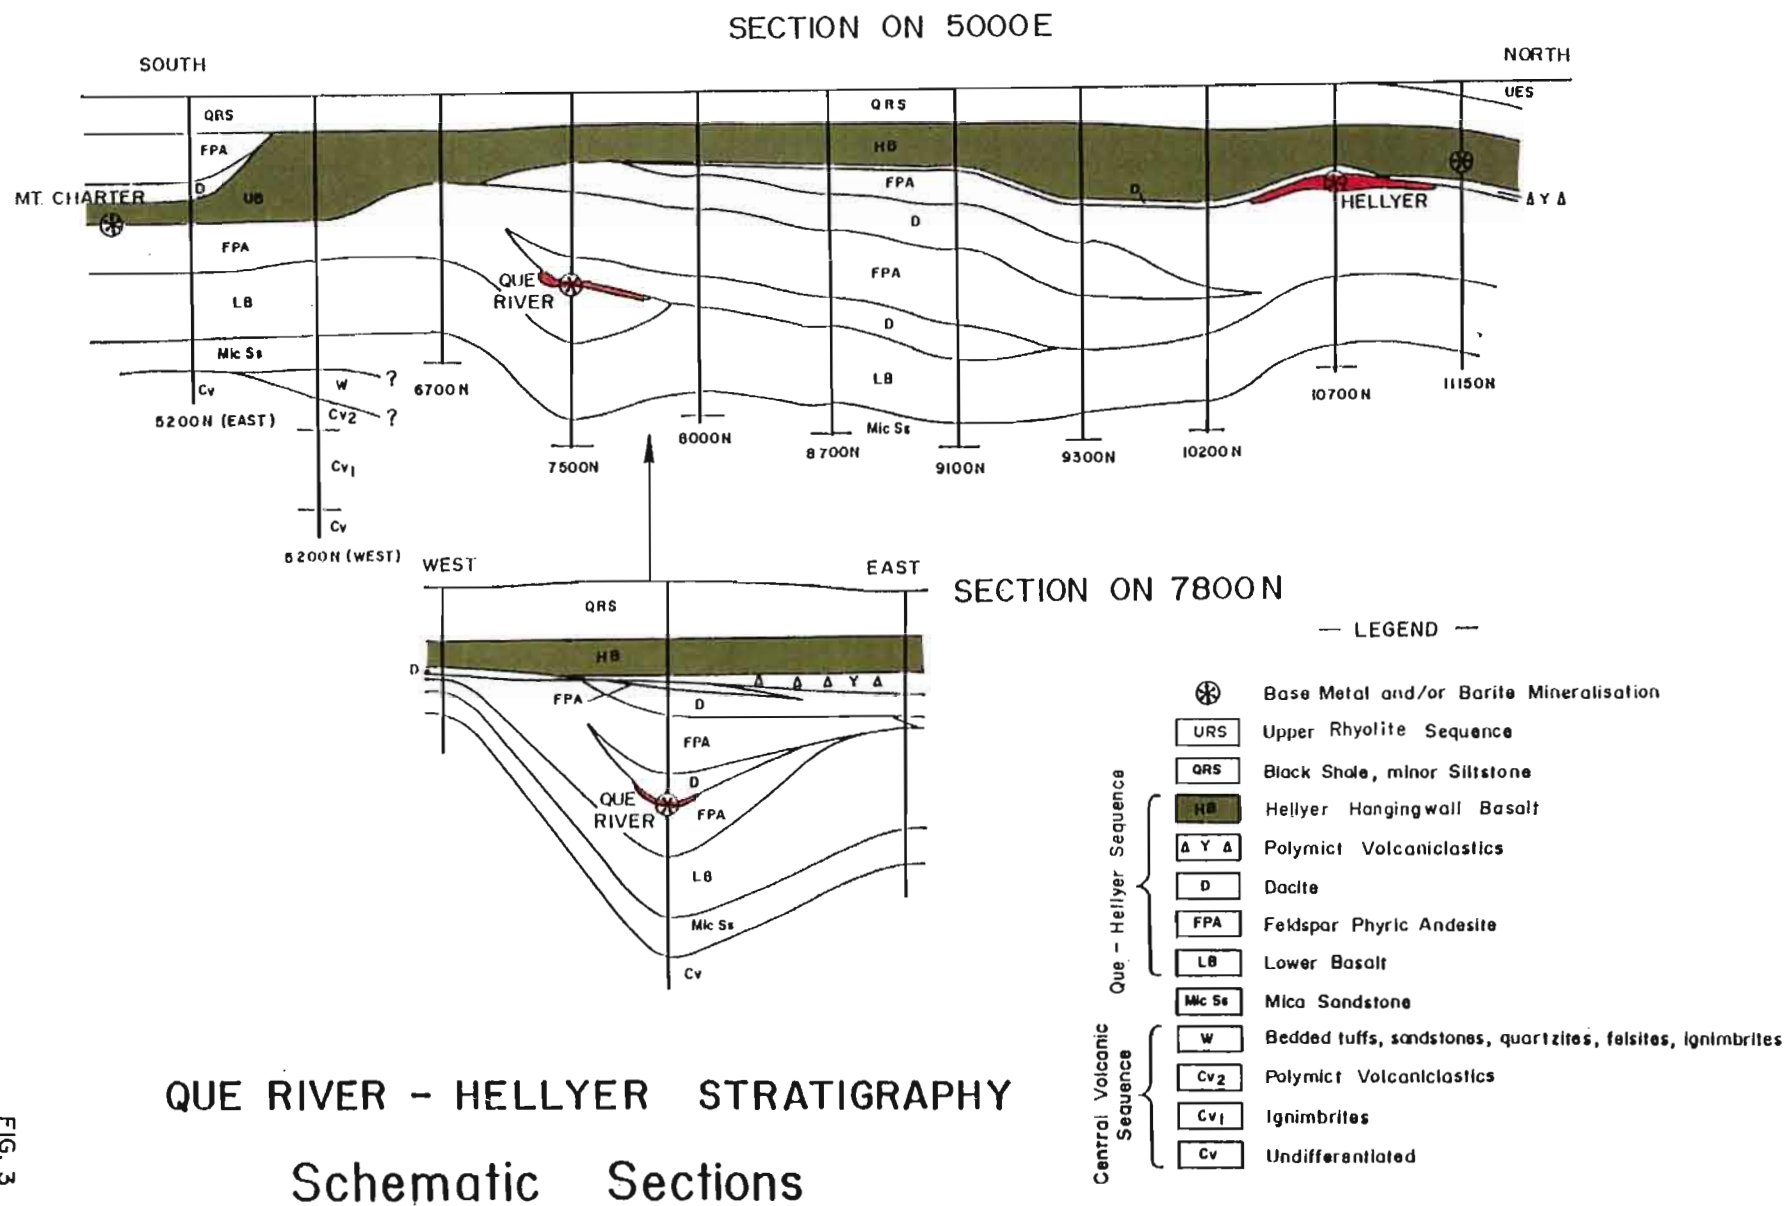 SECTION ON 5000E
SOUTH
NORTH
QRS
QRS
UES
FPA
HB
D
FPA
D
MT. CHARTER
UB
HELLYER
Δ Y Δ
D
FPA
QUE
RIVER
FPA
LB
D
Mic Ss
W
?
LB
Cv
6700N
10700N
11150N
5200N (EAST)
Cv2
?
Mic Ss
8000N
8700N
9300N
10200N
Cv1
7500N
9100N
Cv
5200N (WEST)
WEST
EAST
SECTION ON 7800N
QRS
HB
D
Δ Δ Δ Y Δ
FPA
D
FPA
D
QUE
RIVER
FPA
LB
Mic Ss
Cv
— LEGEND —
Base Metal and/or Barite Mineralisation
URS Upper Rhyolite Sequence
QRS Black Shale, minor Siltstone
Que - Hellyer Sequence
HB Hellyer Hangingwall Basalt
Δ Y Δ Polymict Volcaniclastics
D Dacite
FPA Feldspar Phyric Andesite
LB Lower Basalt
Mic Ss Mica Sandstone
Central Volcanic
Sequence
W Bedded tuffs, sandstones, quartzites, felsites, ignimbrites
Cv2 Polymict Volcaniclastics
Cv1 Ignimbrites
Cv Undifferentiated
QUE RIVER - HELLYER STRATIGRAPHY
Schematic Sections
FIG. 3